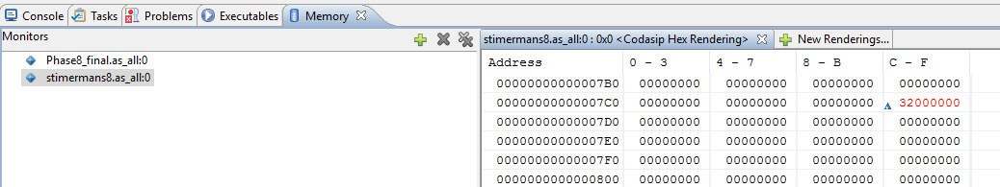 Console Tasks Problems Executables Memory
Monitors
Phase8_final.as_all:0
stimermans8.as_all:0
stimermans8.as_all:0 : 0x0 <Codasip Hex Rendering> New Renderings...
Address 0 - 3 4 - 7 8 - B C - F
00000000000007B0 00000000 00000000 00000000 00000000
00000000000007C0 00000000 00000000 00000000 32000000
00000000000007D0 00000000 00000000 00000000 00000000
00000000000007E0 00000000 00000000 00000000 00000000
00000000000007F0 00000000 00000000 00000000 00000000
0000000000000800 00000000 00000000 00000000 00000000